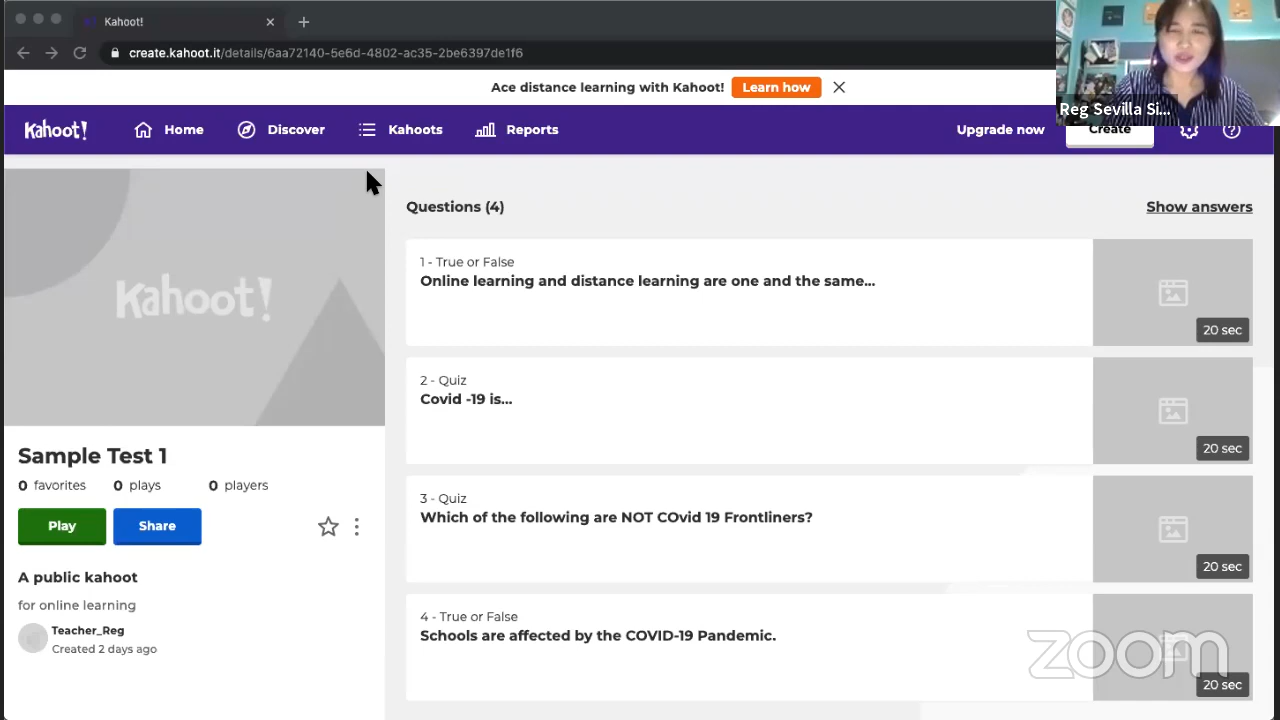 Kahoot!
create.kahoot.it/details/6aa72140-5e6d-4802-ac35-2be6397de1f6
Ace distance learning with Kahoot! Learn how
Reg Sevilla Si...
Kahoot! Home Discover Kahoots Reports Upgrade now Create
Kahoot!
Questions (4) Show answers
1 - True or False
Online learning and distance learning are one and the same...
20 sec
2 - Quiz
Covid -19 is...
20 sec
3 - Quiz
Which of the following are NOT COvid 19 Frontliners?
20 sec
4 - True or False
Schools are affected by the COVID-19 Pandemic.
20 sec
Sample Test 1
0 favorites 0 plays 0 players
Play Share
A public kahoot
for online learning
Teacher_Reg
Created 2 days ago
zoom